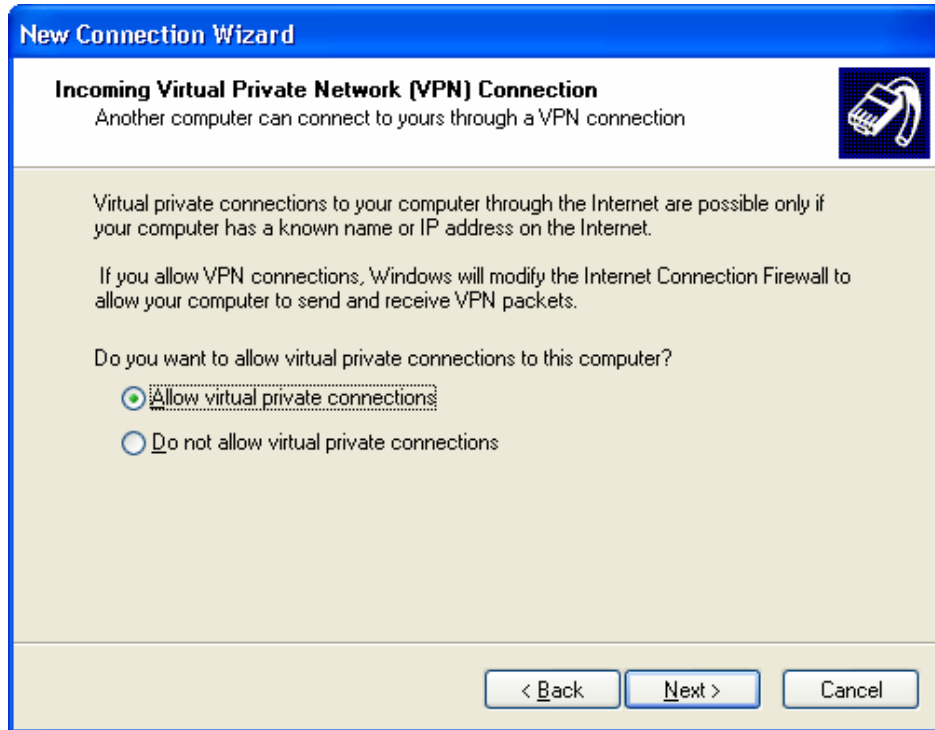 New Connection Wizard
Incoming Virtual Private Network (VPN) Connection
Another computer can connect to yours through a VPN connection
Virtual private connections to your computer through the Internet are possible only if
your computer has a known name or IP address on the Internet.
If you allow VPN connections, Windows will modify the Internet Connection Firewall to
allow your computer to send and receive VPN packets.
Do you want to allow virtual private connections to this computer?
Allow virtual private connections
Do not allow virtual private connections
< Back Next > Cancel